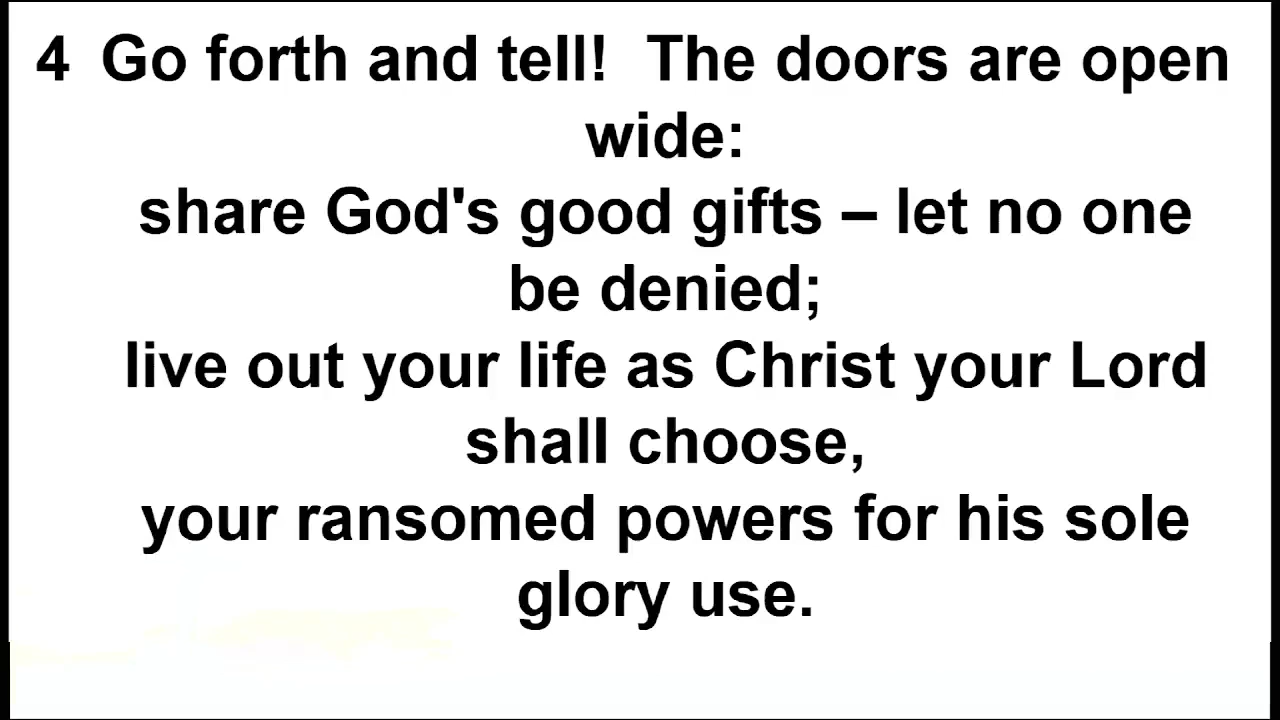 4 Go forth and tell! The doors are open
wide:
share God's good gifts – let no one
be denied;
live out your life as Christ your Lord
shall choose,
your ransomed powers for his sole
glory use.